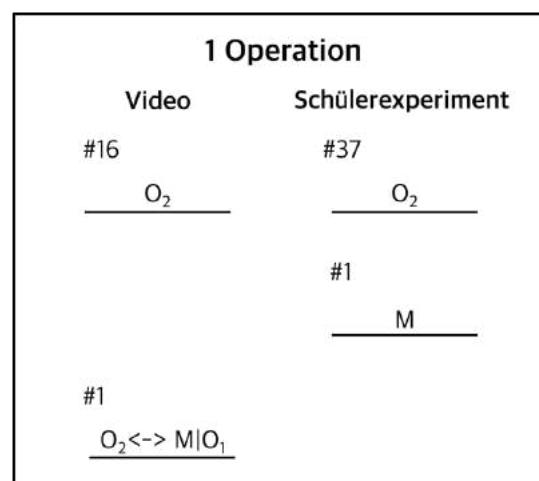 1 Operation
Video Schülerexperiment
#16 #37
O₂ O₂
#1
M
#1
O₂<-> M|O₁